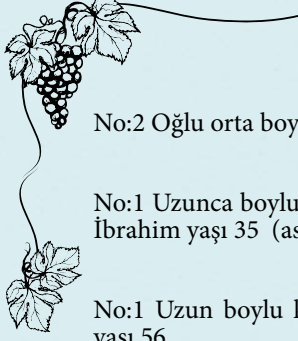 No:2 Oğlu orta boy
No:1 Uzunca boylu
İbrahim yaşı 35 (as
No:1 Uzun boylu
yaşı 56